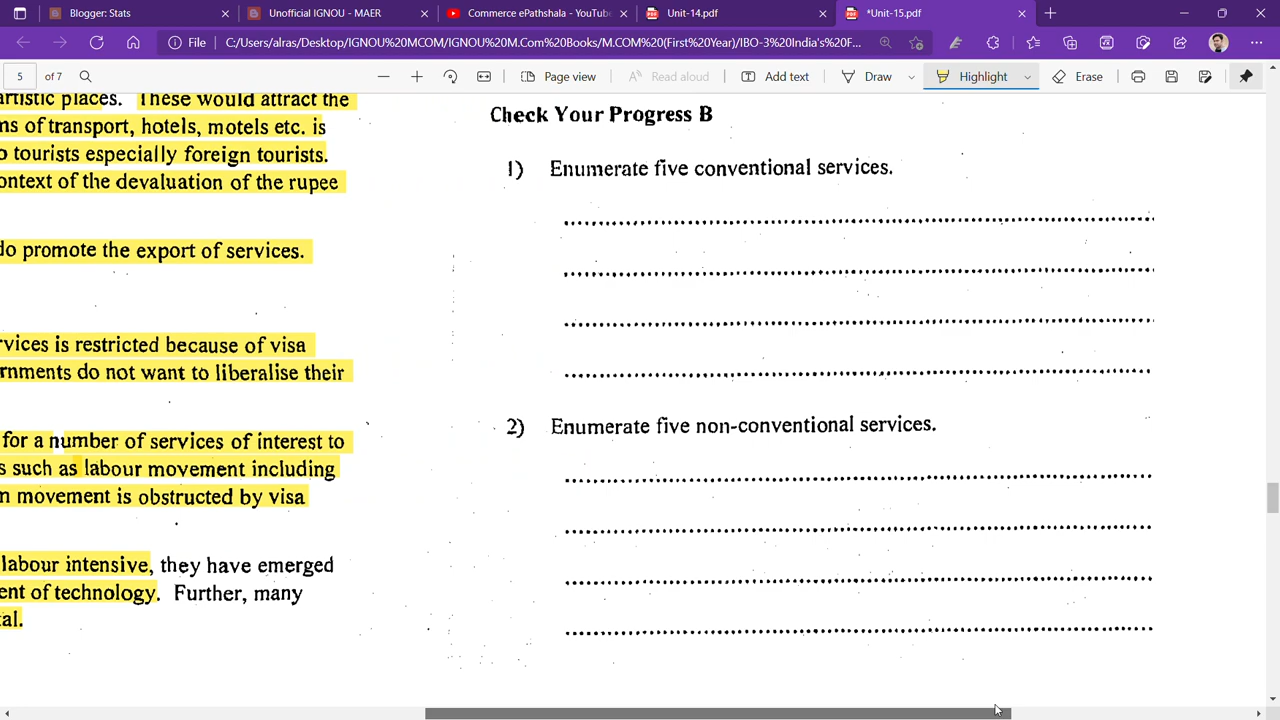 Blogger: Stats
Unofficial IGNOU - MAER
Commerce ePathshala - YouTube
Unit-14.pdf
*Unit-15.pdf
File
C:/Users/alras/Desktop/IGNOU%20MCOM/IGNOU%20M.Com%20Books/M.COM%20(First%20Year)/IBO-3%20India's%20F...
5
of 7
Page view
Read aloud
Add text
Draw
Highlight
Erase
artistic places. These would attract the
ms of transport, hotels, motels etc. is
o tourists especially foreign tourists.
ontext of the devaluation of the rupee
do promote the export of services.
rvices is restricted because of visa
rnments do not want to liberalise their
for a number of services of interest to
s such as labour movement including
n movement is obstructed by visa
labour intensive, they have emerged
ent of technology. Further, many
tal.
Check Your Progress B
1) Enumerate five conventional services.
2) Enumerate five non-conventional services.